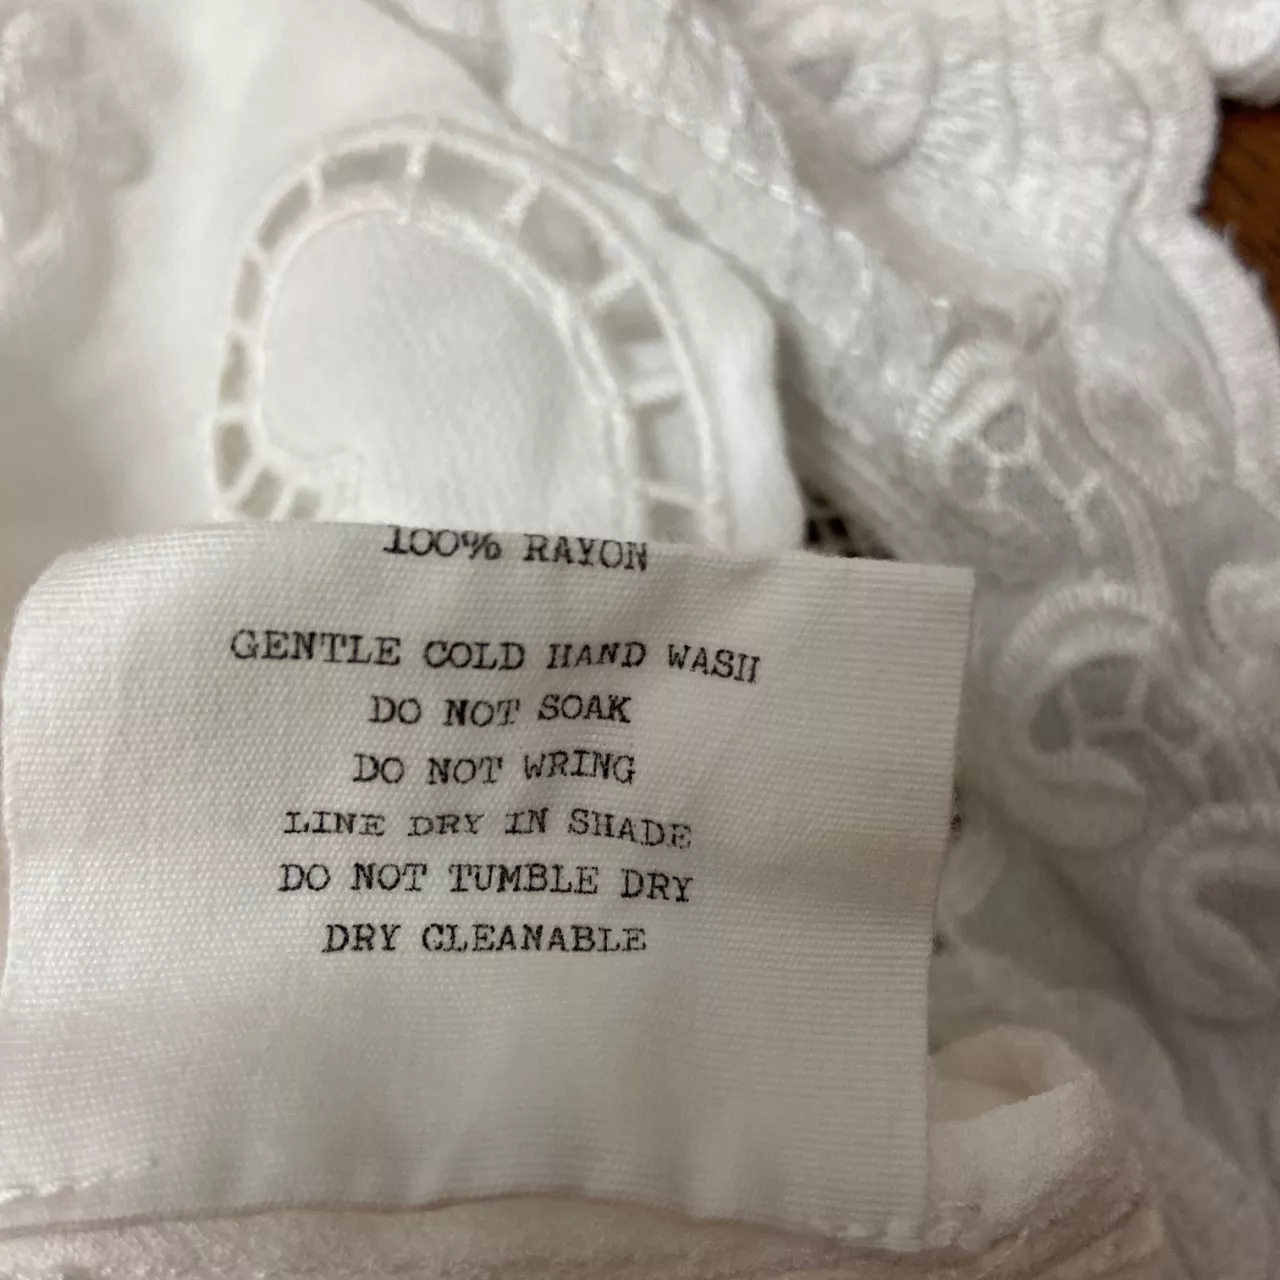 100% RAYON
GENTLE COLD HAND WASH
DO NOT SOAK
DO NOT WRING
LINE DRY IN SHADE
DO NOT TUMBLE DRY
DRY CLEANABLE